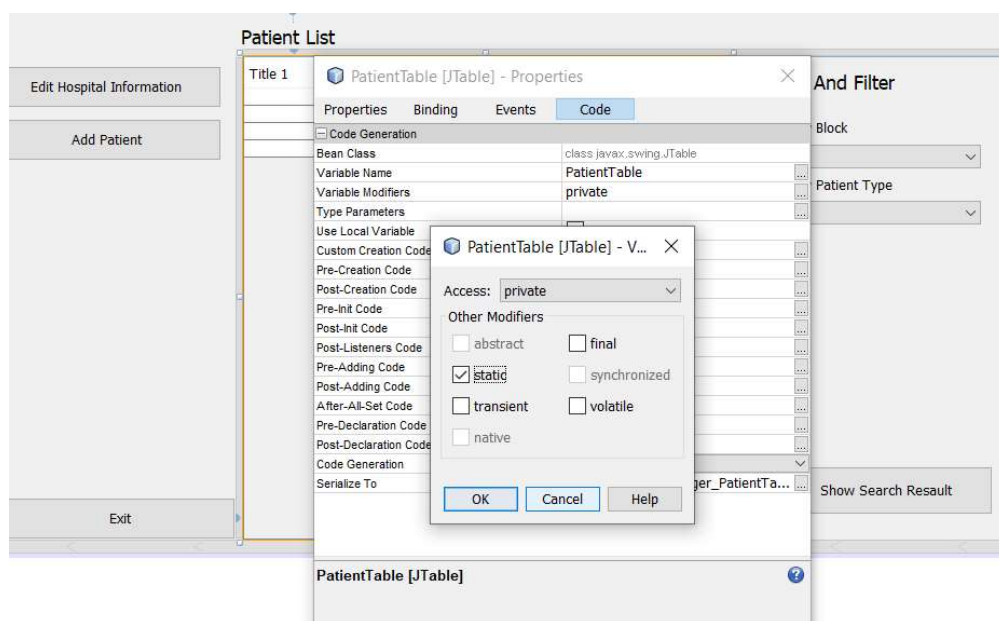 Patient List
Edit Hospital Information
Add Patient
Exit
Title 1
PatientTable [JTable] - Properties
Properties Binding Events Code
Code Generation
Bean Class class javax.swing.JTable
Variable Name PatientTable ...
Variable Modifiers private ...
Type Parameters ...
Use Local Variable
Custom Creation Code ...
Pre-Creation Code ...
Post-Creation Code ...
Pre-Init Code ...
Post-Init Code ...
Post-Listeners Code ...
Pre-Adding Code ...
Post-Adding Code ...
After-All-Set Code ...
Pre-Declaration Code ...
Post-Declaration Code ...
Code Generation
Serialize To ger_PatientTa... ...
PatientTable [JTable]
PatientTable [JTable] - V...
Access: private
Other Modifiers
abstract final
static synchronized
transient volatile
native
OK Cancel Help
And Filter
Block
Patient Type
Show Search Resault